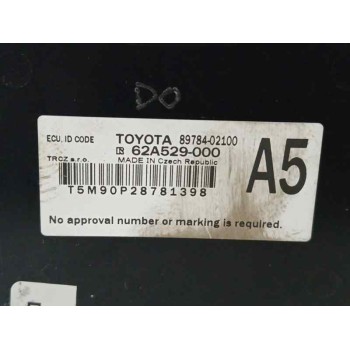 DO
ECU. ID CODE TOYOTA 89784-02100
62A529-000
TRCZ s.r.o. MADE IN Czech Republic
A5
T5M90P28781398
No approval number or marking is required.